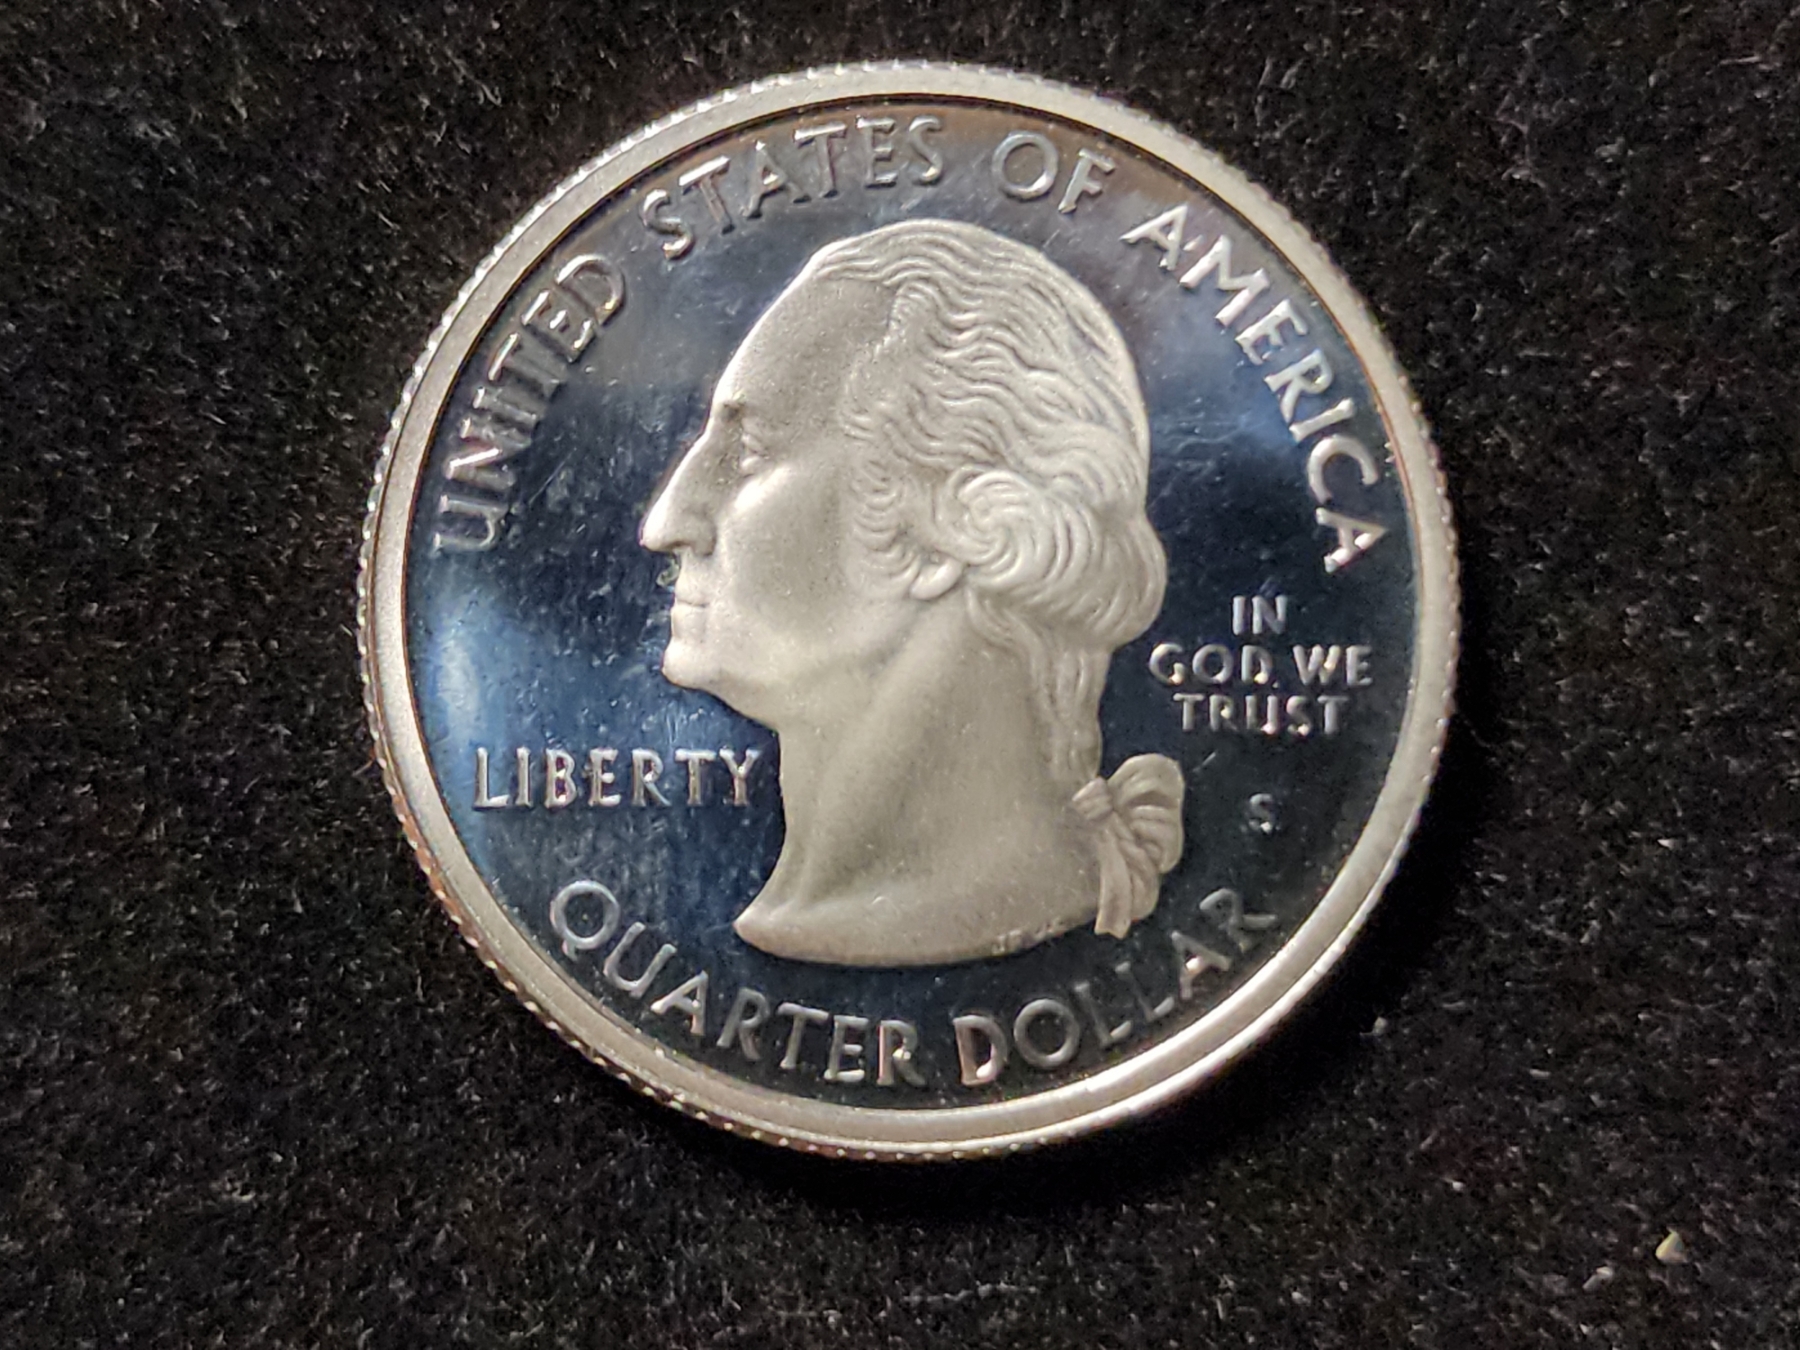 UNITED STATES OF AMERICA
LIBERTY
IN
GOD WE
TRUST
S
QUARTER DOLLAR